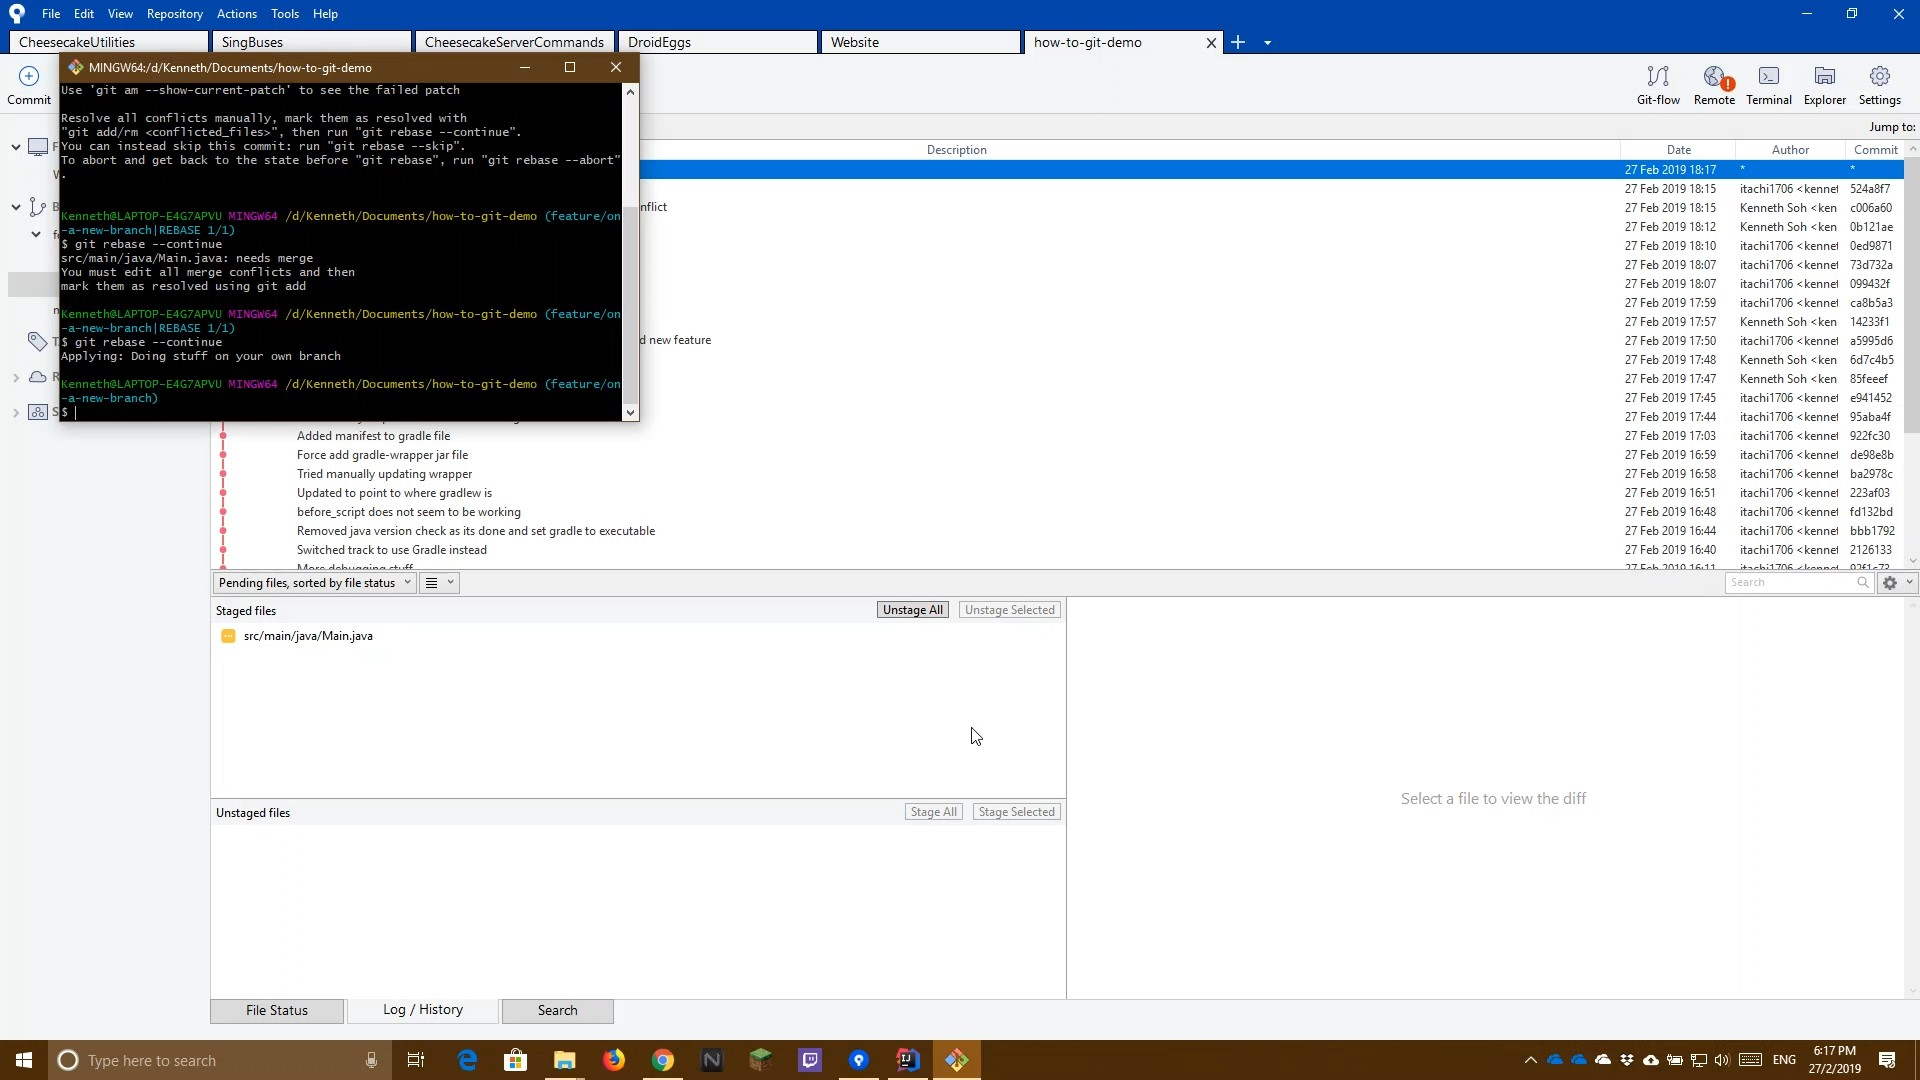 File Edit View Repository Actions Tools Help
CheesecakeUtilities SingBuses CheesecakeServerCommands DroidEggs Website how-to-git-demo
MINGW64:/d/Kenneth/Documents/how-to-git-demo
Commit
Git-flow Remote Terminal Explorer Settings
Jump to:
Use 'git am --show-current-patch' to see the failed patch
Resolve all conflicts manually, mark them as resolved with
"git add/rm <conflicted_files>", then run "git rebase --continue".
You can instead skip this commit: run "git rebase --skip".
To abort and get back to the state before "git rebase", run "git rebase --abort"
.
Kenneth@LAPTOP-E4G7APVU MINGW64 /d/Kenneth/Documents/how-to-git-demo (feature/on
-a-new-branch|REBASE 1/1)
$ git rebase --continue
src/main/java/Main.java: needs merge
You must edit all merge conflicts and then
mark them as resolved using git add
Kenneth@LAPTOP-E4G7APVU MINGW64 /d/Kenneth/Documents/how-to-git-demo (feature/on
-a-new-branch|REBASE 1/1)
$ git rebase --continue
Applying: Doing stuff on your own branch
Kenneth@LAPTOP-E4G7APVU MINGW64 /d/Kenneth/Documents/how-to-git-demo (feature/on
-a-new-branch)
$
Description Date Author Commit
27 Feb 2019 18:17 * *
27 Feb 2019 18:15 itachi1706 <kennet 524a8f7
nflict 27 Feb 2019 18:15 Kenneth Soh <ken c006a60
27 Feb 2019 18:12 Kenneth Soh <ken 0b121ae
27 Feb 2019 18:10 itachi1706 <kennet 0ed9871
27 Feb 2019 18:07 itachi1706 <kennet 73d732a
27 Feb 2019 18:07 itachi1706 <kennet 099432f
27 Feb 2019 17:59 itachi1706 <kennet ca8b5a3
27 Feb 2019 17:57 Kenneth Soh <ken 14233f1
d new feature 27 Feb 2019 17:50 itachi1706 <kennet a5995d6
27 Feb 2019 17:48 Kenneth Soh <ken 6d7c4b5
27 Feb 2019 17:47 Kenneth Soh <ken 85feeef
27 Feb 2019 17:45 itachi1706 <kennet e941452
27 Feb 2019 17:44 itachi1706 <kennet 95aba4f
Added manifest to gradle file 27 Feb 2019 17:03 itachi1706 <kennet 922fc30
Force add gradle-wrapper jar file 27 Feb 2019 16:59 itachi1706 <kennet de98e8b
Tried manually updating wrapper 27 Feb 2019 16:58 itachi1706 <kennet ba2978c
Updated to point to where gradlew is 27 Feb 2019 16:51 itachi1706 <kennet 223af03
before_script does not seem to be working 27 Feb 2019 16:48 itachi1706 <kennet fd132bd
Removed java version check as its done and set gradle to executable 27 Feb 2019 16:44 itachi1706 <kennet bbb1792
Switched track to use Gradle instead 27 Feb 2019 16:40 itachi1706 <kennet 2126133
More debugging stuff 27 Feb 2019 16:11 itachi1706 <kennet 92f1c73
Pending files, sorted by file status Search
Staged files Unstage All Unstage Selected
src/main/java/Main.java
Select a file to view the diff
Unstaged files Stage All Stage Selected
File Status Log / History Search
Type here to search
ENG
6:17 PM
27/2/2019